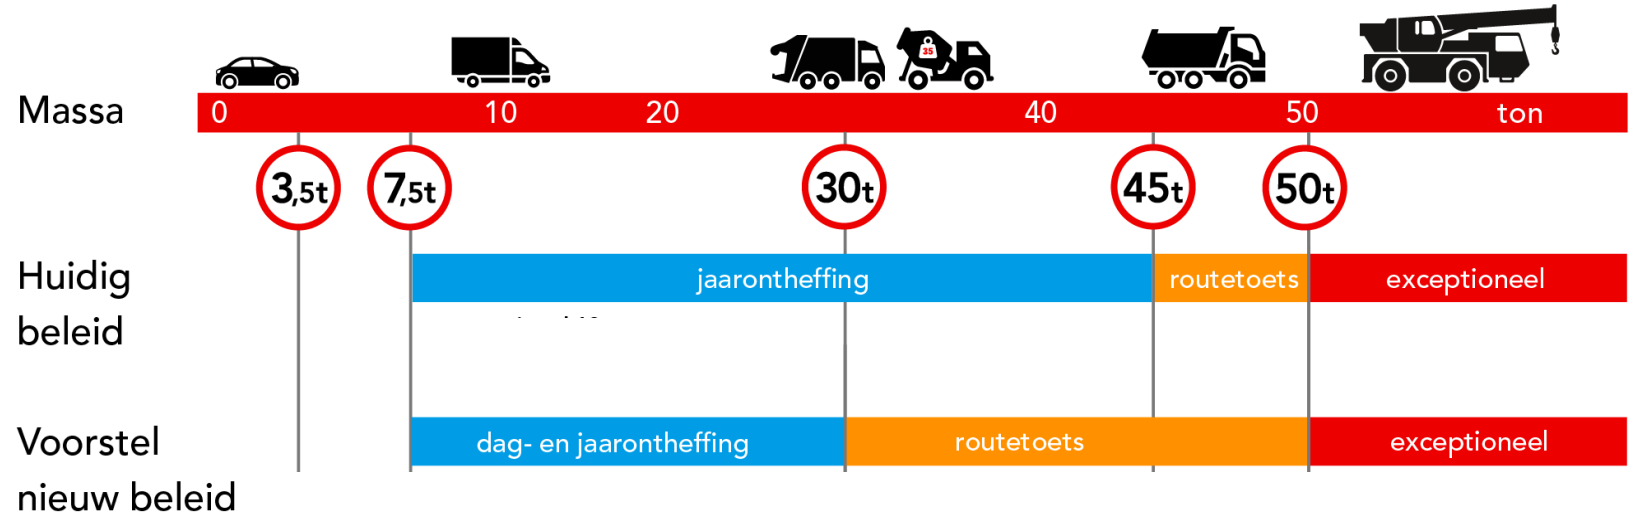 35
Massa 0 10 20 40 50 ton
3,5t 7,5t 30t 45t 50t
Huidig
beleid
jaarontheffing routetoets exceptioneel
Voorstel
nieuw beleid
dag- en jaarontheffing routetoets exceptioneel